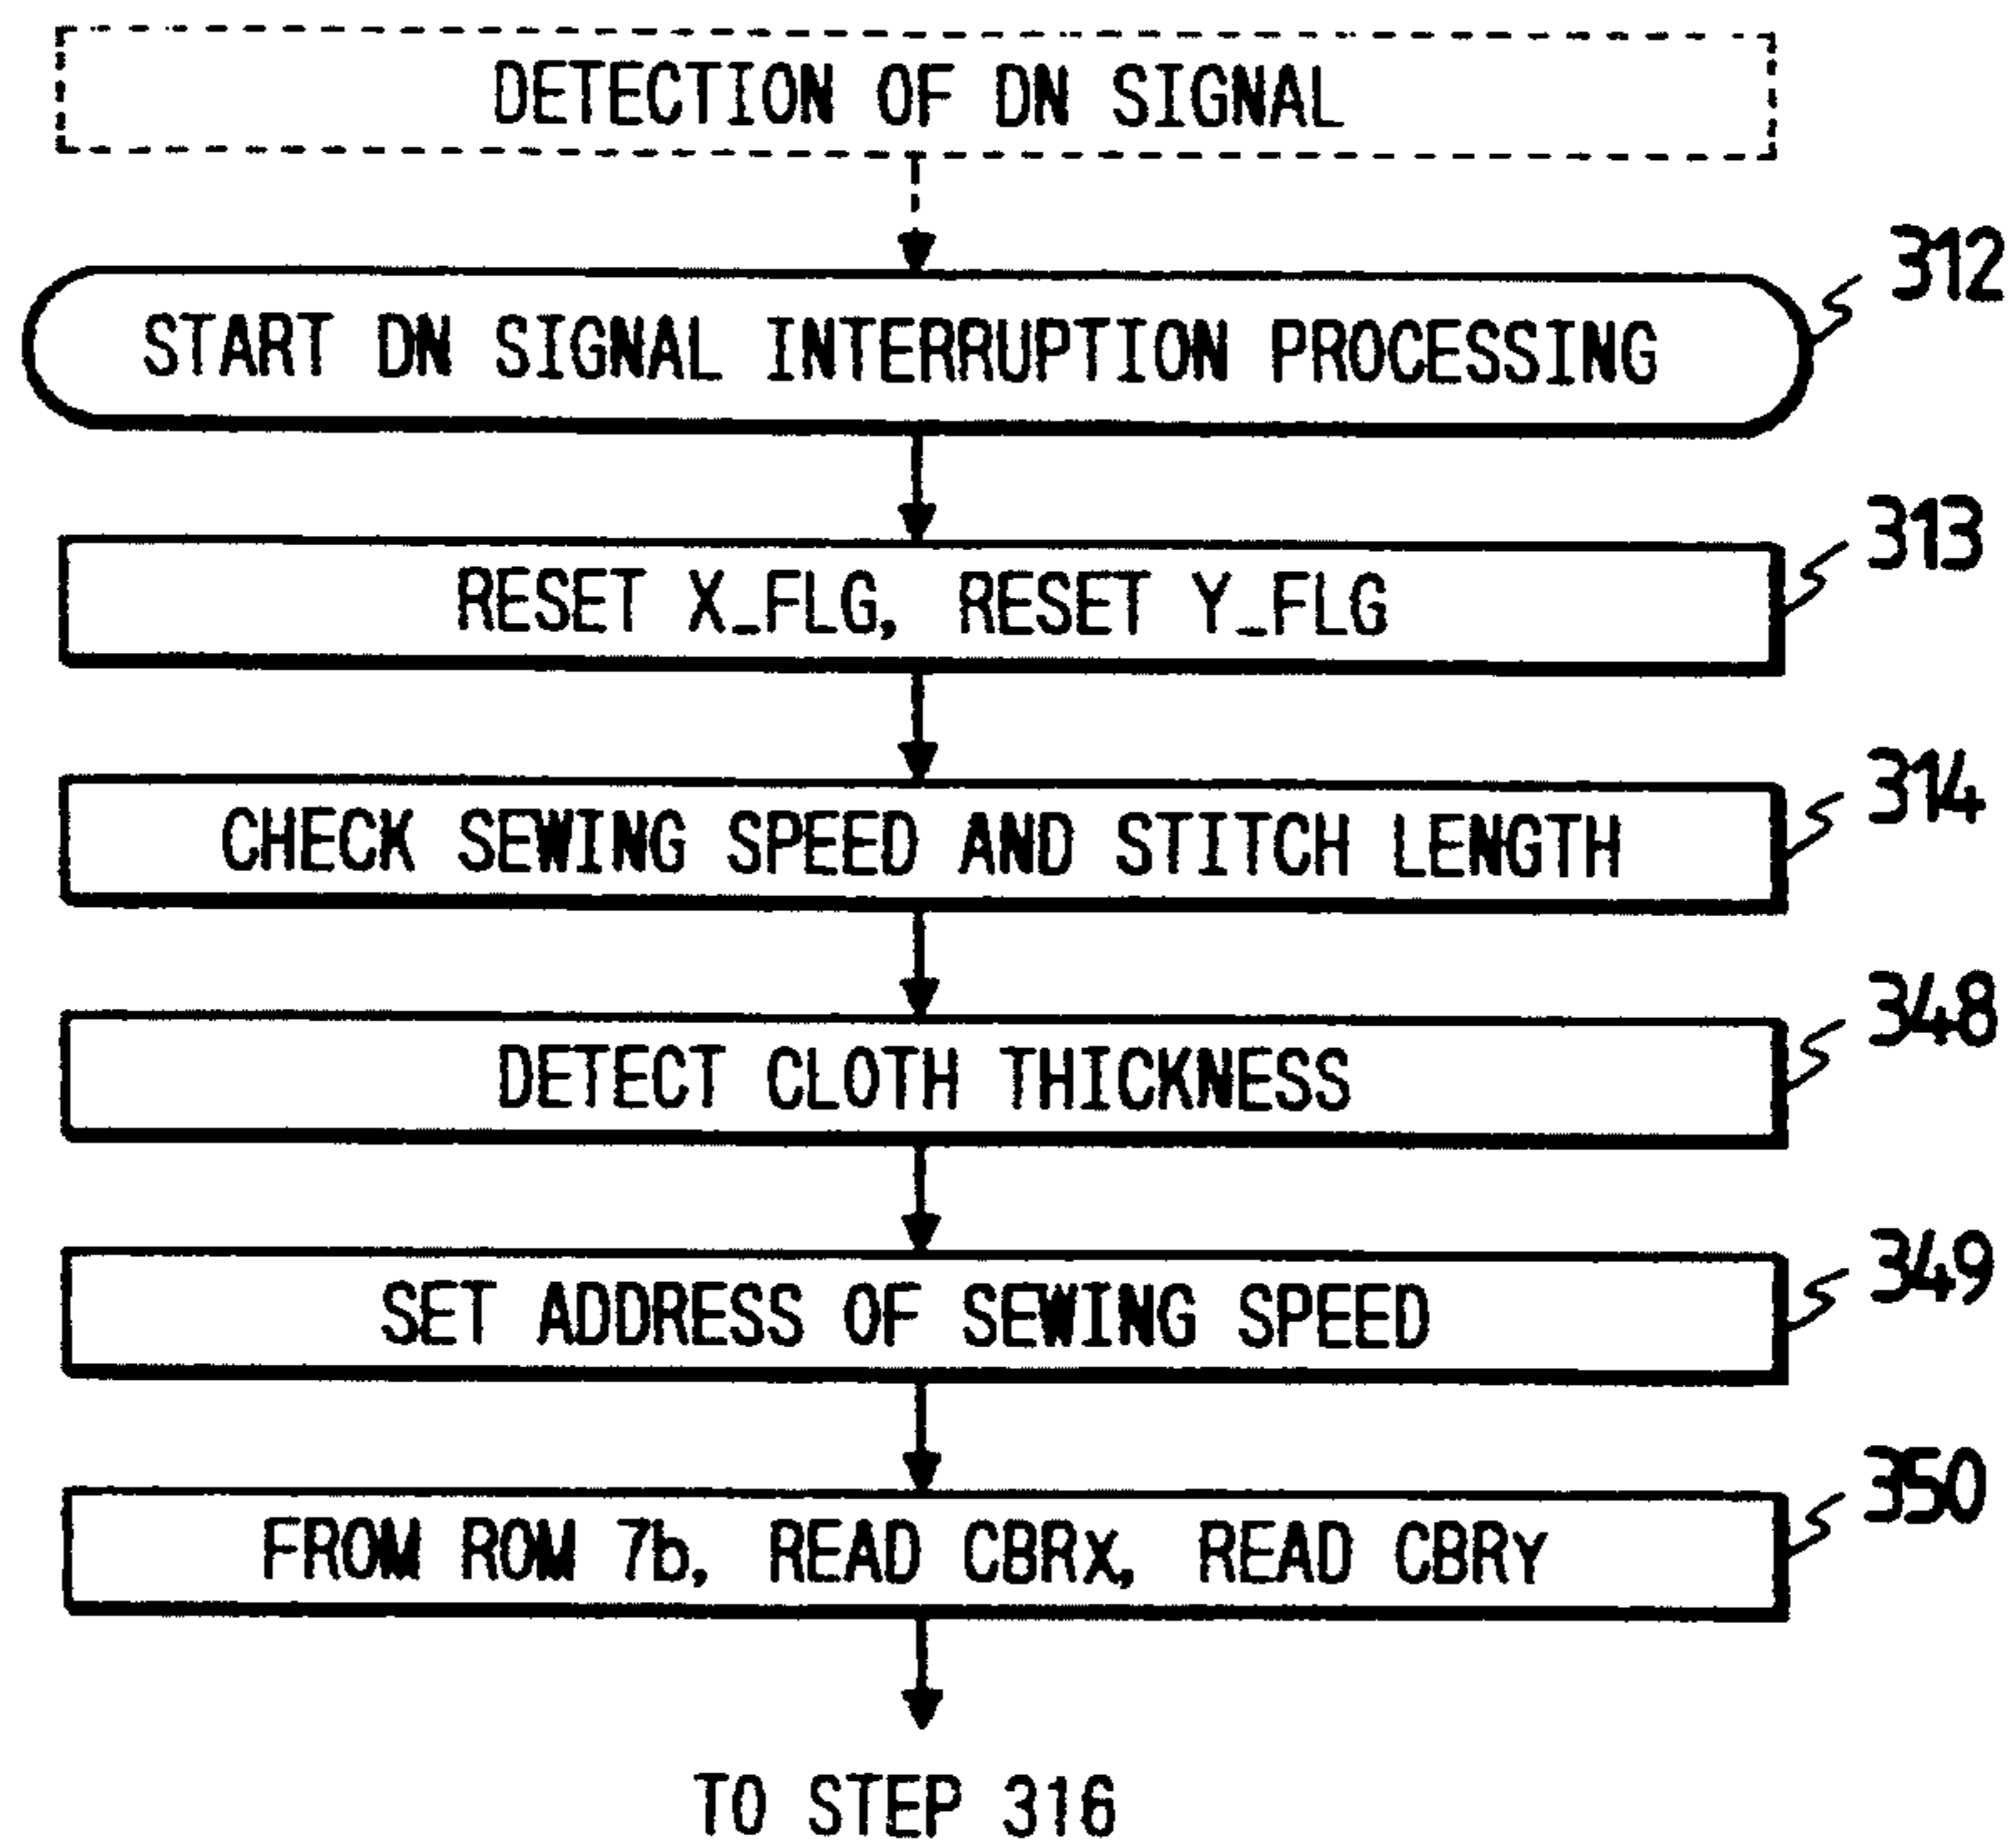 DETECTION OF DN SIGNAL
312
START DN SIGNAL INTERRUPTION PROCESSING
313
RESET X_FLG, RESET Y_FLG
314
CHECK SEWING SPEED AND STITCH LENGTH
348
DETECT CLOTH THICKNESS
349
SET ADDRESS OF SEWING SPEED
350
FROM ROM 7b, READ CBRX, READ CBRY
TO STEP 316